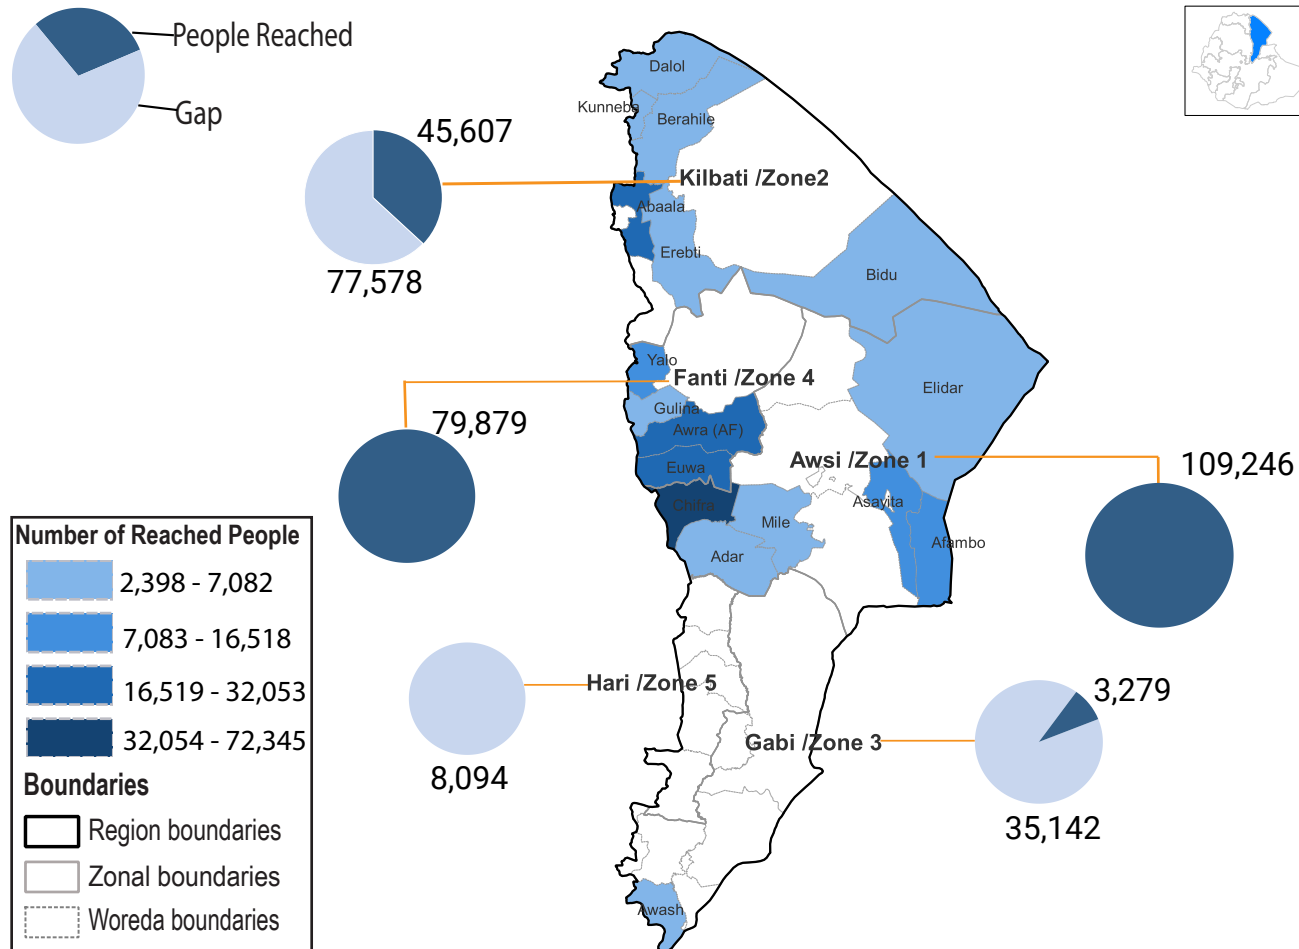 People Reached
Gap
Dalol
Kunneba
Berahile
45,607
Kilbati /Zone2
Abaala
Erebti
77,578
Bidu
Yalo
Fanti /Zone 4
Elidar
79,879
Gulina
Awra (AF)
Euwa
Awsi /Zone 1
109,246
Chifra
Mile
Asayita
Adar
Afambo
Number of Reached People
2,398 - 7,082
7,083 - 16,518
16,519 - 32,053
32,054 - 72,345
Boundaries
Region boundaries
Zonal boundaries
Woreda boundaries
Hari /Zone 5
8,094
3,279
Gabi /Zone 3
35,142
Awash